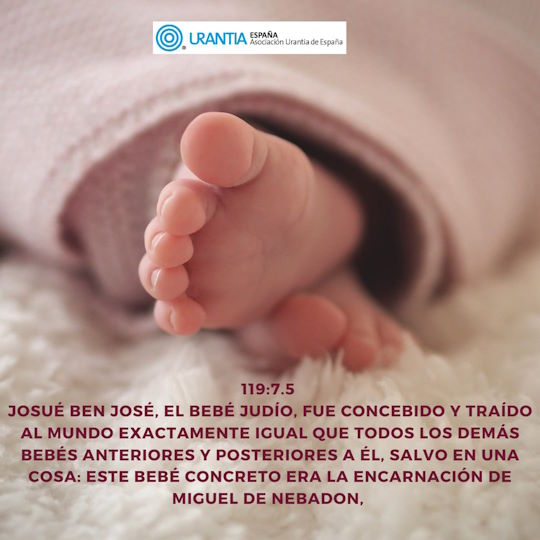 URANTIA ESPAÑA
® Asociación Urantia de España
119:7.5
JOSUÉ BEN JOSÉ, EL BEBÉ JUDÍO, FUE CONCEBIDO Y TRAÍDO
AL MUNDO EXACTAMENTE IGUAL QUE TODOS LOS DEMÁS
BEBÉS ANTERIORES Y POSTERIORES A ÉL, SALVO EN UNA
COSA: ESTE BEBÉ CONCRETO ERA LA ENCARNACIÓN DE
MIGUEL DE NEBADON,